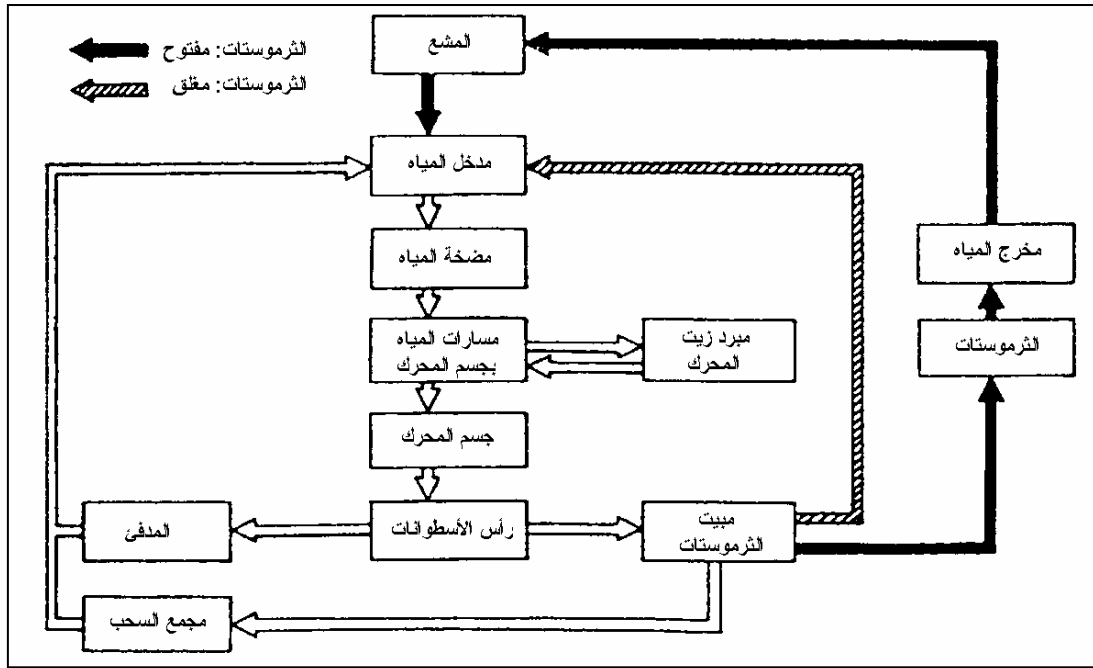 الثرموستات: مفتوح
الثرموستات: مغلق
المشع
مدخل المياه
مضخة المياه
مخرج المياه
مسارات المياه
بجسم المحرك
مبرد زيت
المحرك
الثرموستات
جسم المحرك
المدفئ
رأس الأسطوانات
مبيت
الثرموستات
مجمع السحب